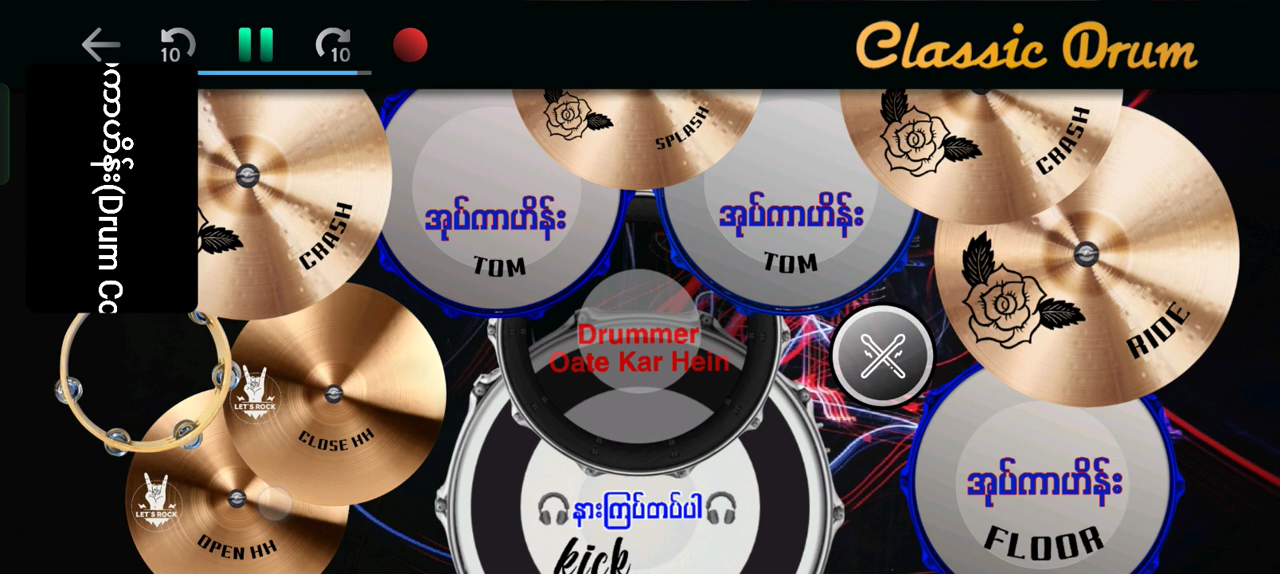 10
10
Classic Drum
(Drum Co
CRASH
SPLASH
CRASH
အုပ်ကာဟိန်း
TOM
အုပ်ကာဟိန်း
TOM
RIDE
Drummer
Oate Kar Hein
LET'S ROCK
CLOSE HH
LET'S ROCK
OPEN HH
နားကြပ်တပ်ပါ
kick
အုပ်ကာဟိန်း
FLOOR